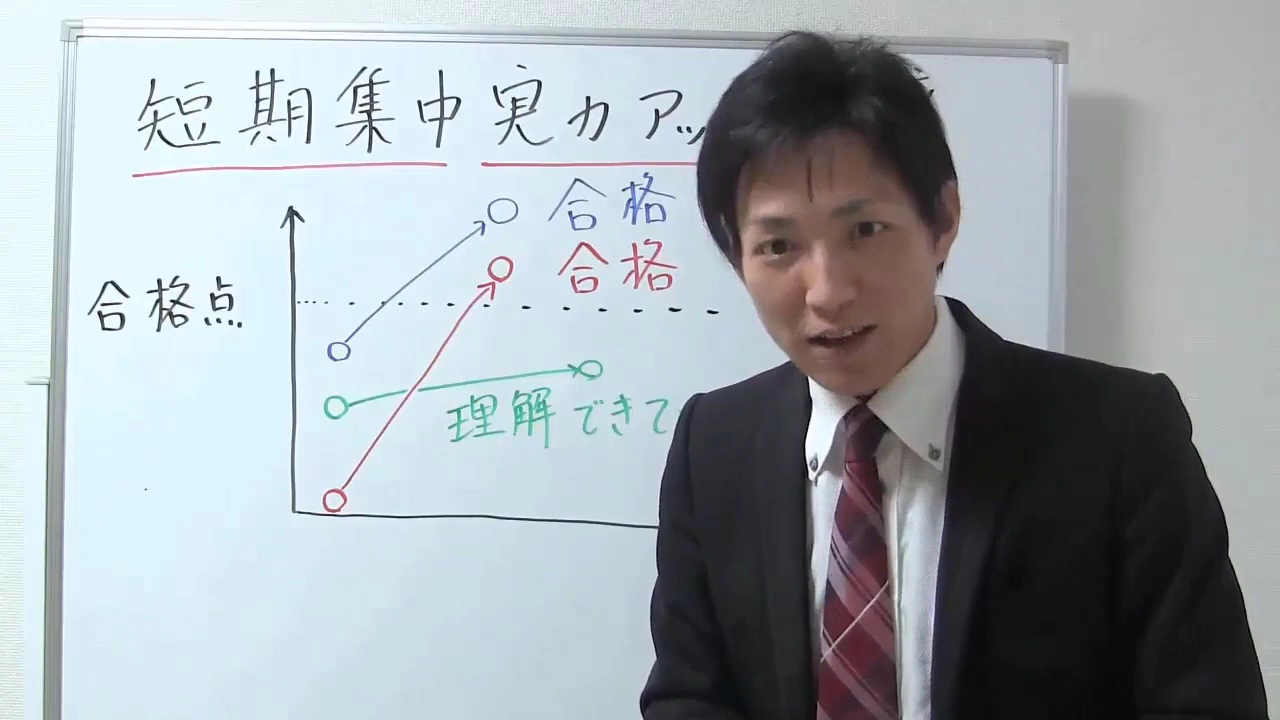 短期集中実力アッ
合格
合格
合格点
理解できて